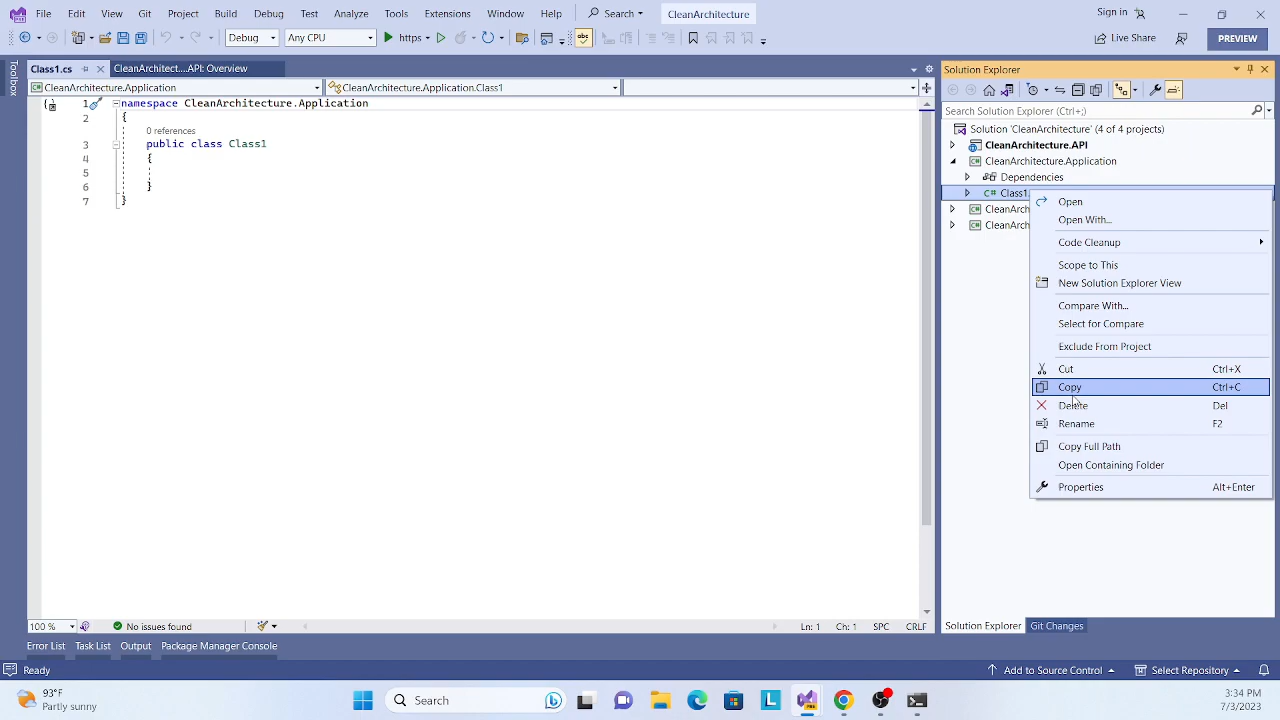 File Edit View Git Project Build Debug Test Analyze Tools Extensions Window Help Search CleanArchitecture Sign in
Debug Any CPU https Live Share PREVIEW
Toolbox
Class1.cs CleanArchitect....API: Overview
CleanArchitecture.Application CleanArchitecture.Application.Class1
1 namespace CleanArchitecture.Application
2 {
0 references
3 public class Class1
4 {
5
6 }
7 }
100 % No issues found Ln: 1 Ch: 1 SPC CRLF
Error List Task List Output Package Manager Console
Solution Explorer
Search Solution Explorer (Ctrl+;)
Solution 'CleanArchitecture' (4 of 4 projects)
CleanArchitecture.API
CleanArchitecture.Application
Dependencies
C# Class1.
C# CleanArch
C# CleanArch
Open
Open With...
Code Cleanup
Scope to This
New Solution Explorer View
Compare With...
Select for Compare
Exclude From Project
Cut Ctrl+X
Copy Ctrl+C
Delete Del
Rename F2
Copy Full Path
Open Containing Folder
Properties Alt+Enter
Solution Explorer Git Changes
Ready Add to Source Control Select Repository
93°F
Partly sunny
Search
3:34 PM
7/3/2023